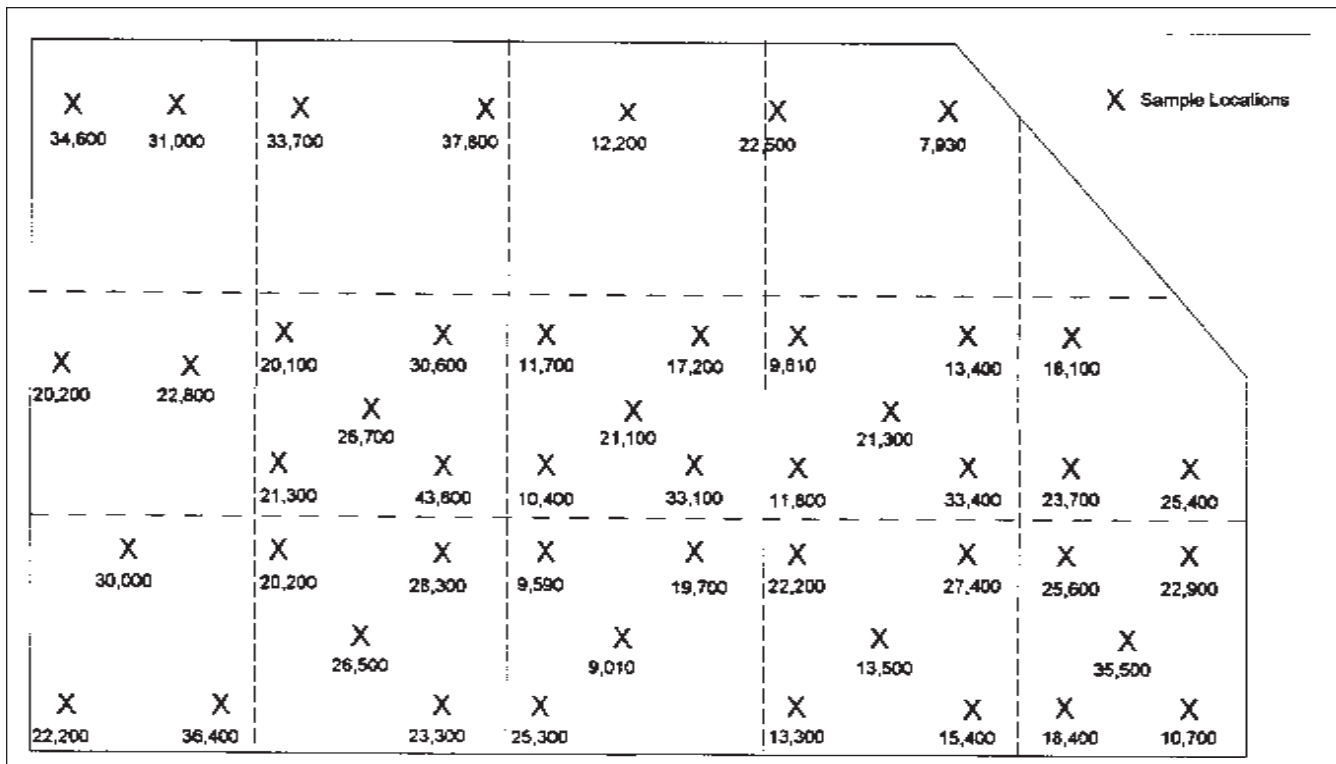 X Sample Locations
X X X X X X X
34,600 31,000 33,700 37,800 12,200 22,500 7,930
X X X X X X X
20,100 30,600 11,700 17,200 9,810 13,400 18,100
X X
20,200 22,800
X X X
26,700 21,100 21,300
X X X X X X X X
21,300 43,600 10,400 33,100 11,800 33,400 23,700 25,400
X X X X X X X X X
30,000 20,200 28,300 9,590 19,700 22,200 27,400 25,600 22,900
X X X X
26,500 9,010 13,500 35,500
X X X X X X X X
22,200 36,400 23,300 25,300 13,300 15,400 18,400 10,700